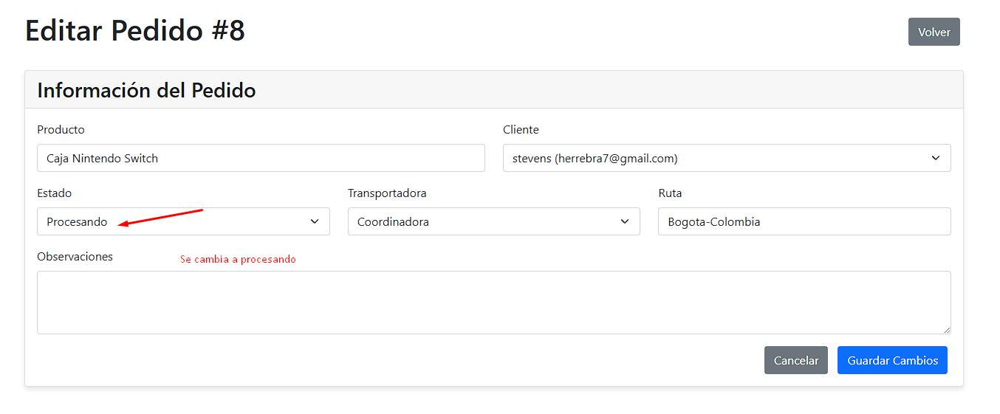 Editar Pedido #8
Volver
Información del Pedido
Producto
Cliente
Caja Nintendo Switch
stevens (herrebra7@gmail.com)
Estado
Transportadora
Ruta
Procesando
Coordinadora
Bogota-Colombia
Observaciones
Se cambia a procesando
Cancelar
Guardar Cambios